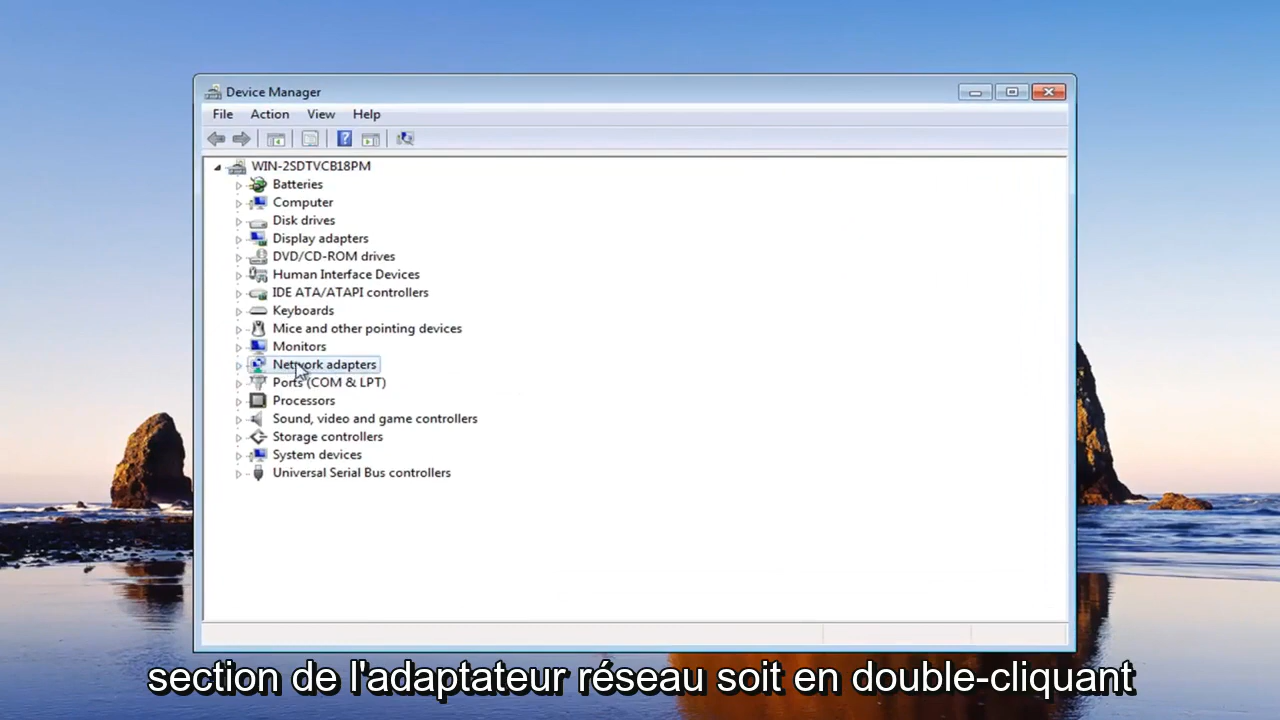 Device Manager
File Action View Help
WIN-2SDTVCB18PM
Batteries
Computer
Disk drives
Display adapters
DVD/CD-ROM drives
Human Interface Devices
IDE ATA/ATAPI controllers
Keyboards
Mice and other pointing devices
Monitors
Network adapters
Ports (COM & LPT)
Processors
Sound, video and game controllers
Storage controllers
System devices
Universal Serial Bus controllers
section de l'adaptateur réseau soit en double-cliquant